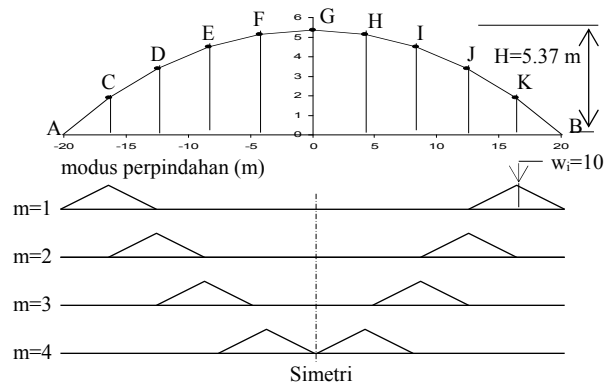 6
G
F
H
5
E
I
H=5.37 m
4
D
J
3
C
K
2
1
A
0
B
-20 -15 -10 -5 0 5 10 15 20
modus perpindahan (m)
wi=10
m=1
m=2
m=3
m=4
Simetri